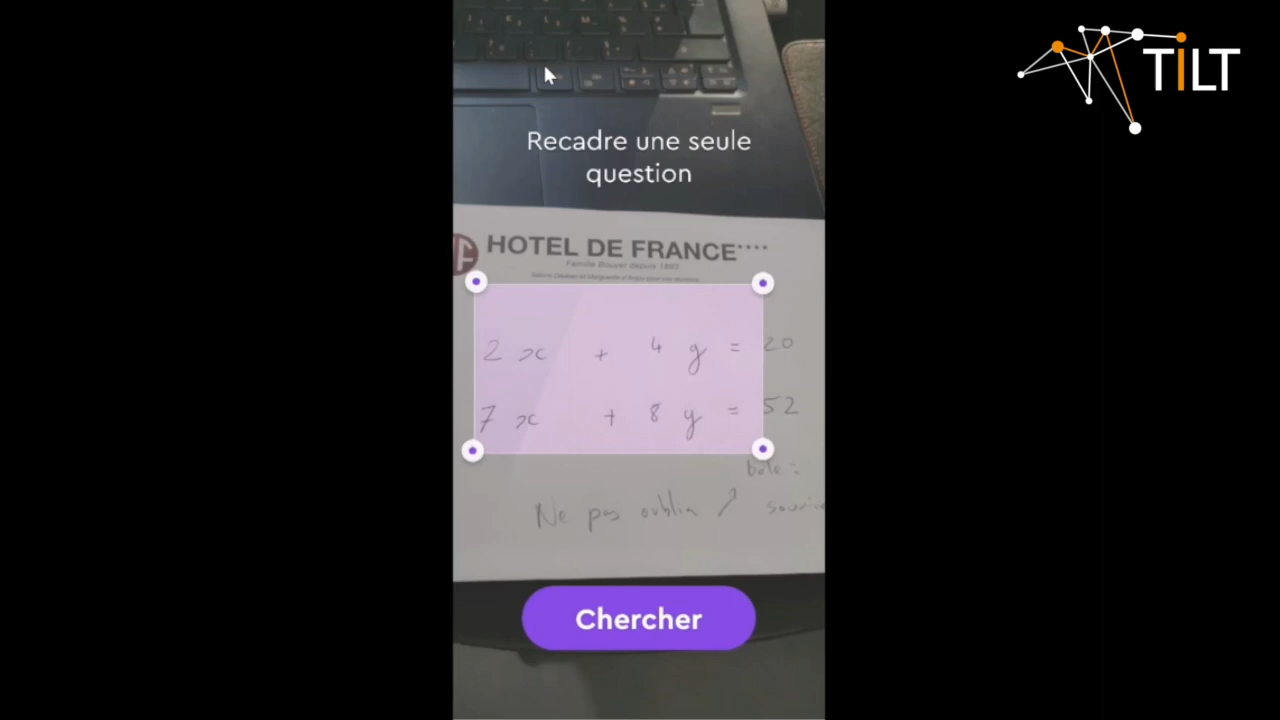 TiLT
Recadre une seule
question
HOTEL DE FRANCE****
2 x + 4 y = 20
7 x + 8 y = 52
Ne pas oublier
Chercher